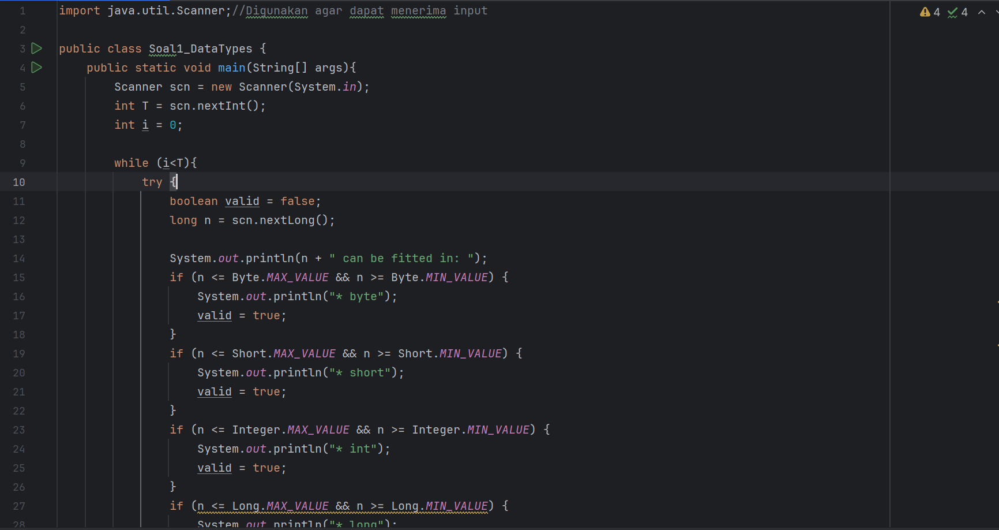 1 import java.util.Scanner;//Digunakan agar dapat menerima input
4 4
2
3 public class Soal1_DataTypes {
4 public static void main(String[] args){
5 Scanner scn = new Scanner(System.in);
6 int T = scn.nextInt();
7 int i = 0;
8
9 while (i<T){
10 try {
11 boolean valid = false;
12 long n = scn.nextLong();
13
14 System.out.println(n + " can be fitted in: ");
15 if (n <= Byte.MAX_VALUE && n >= Byte.MIN_VALUE) {
16 System.out.println("* byte");
17 valid = true;
18 }
19 if (n <= Short.MAX_VALUE && n >= Short.MIN_VALUE) {
20 System.out.println("* short");
21 valid = true;
22 }
23 if (n <= Integer.MAX_VALUE && n >= Integer.MIN_VALUE) {
24 System.out.println("* int");
25 valid = true;
26 }
27 if (n <= Long.MAX_VALUE && n >= Long.MIN_VALUE) {
28 System.out.println("* long");